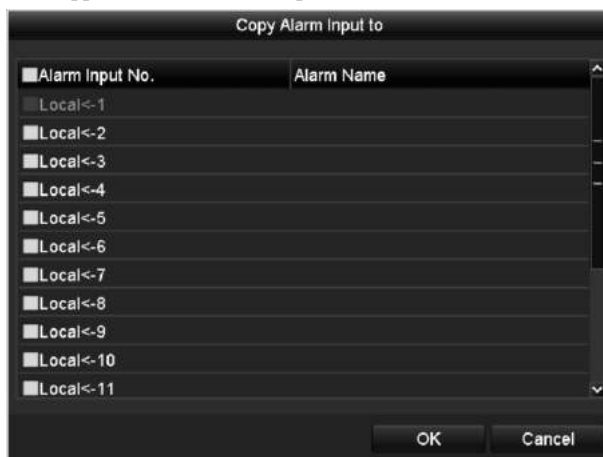 Copy Alarm Input to
Alarm Input No. Alarm Name
Local<-1
Local<-2
Local<-3
Local<-4
Local<-5
Local<-6
Local<-7
Local<-8
Local<-9
Local<-10
Local<-11
OK Cancel